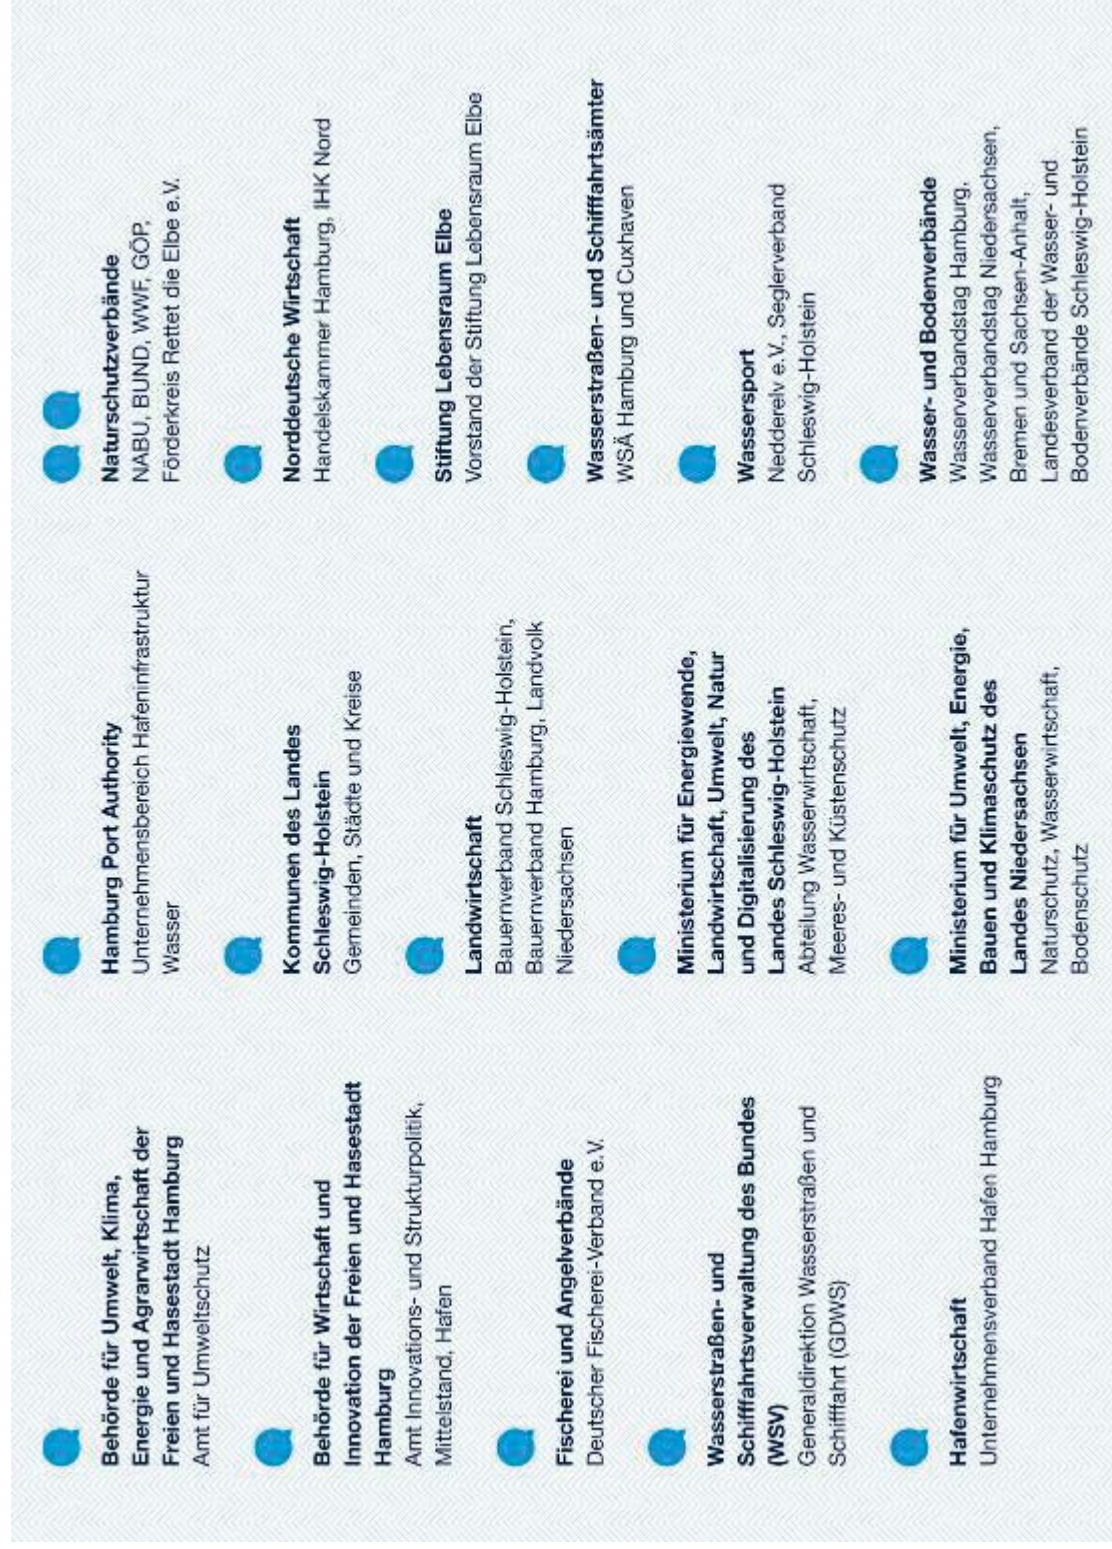 Behörde für Umwelt, Klima,
Energie und Agrarwirtschaft der
Freien und Hasestadt Hamburg
Amt für Umweltschutz
Behörde für Wirtschaft und
Innovation der Freien und Hasestadt
Hamburg
Amt Innovations- und Strukturpolitik,
Mittelstand, Hafen
Fischerei und Angelverbände
Deutscher Fischerei-Verband e.V.
Wasserstraßen- und
Schifffahrtsverwaltung des Bundes
(WSV)
Generaldirektion Wasserstraßen und
Schifffahrt (GDWS)
Hafenwirtschaft
Unternehmensverband Hafen Hamburg
Hamburg Port Authority
Unternehmensbereich Hafeninfrastruktur
Wasser
Kommunen des Landes
Schleswig-Holstein
Gemeinden, Städte und Kreise
Landwirtschaft
Bauernverband Schleswig-Holstein,
Bauernverband Hamburg, Landvolk
Niedersachsen
Ministerium für Energiewende,
Landwirtschaft, Umwelt, Natur
und Digitalisierung des
Landes Schleswig-Holstein
Abteilung Wasserwirtschaft,
Meeres- und Küstenschutz
Ministerium für Umwelt, Energie,
Bauen und Klimaschutz des
Landes Niedersachsen
Naturschutz, Wasserwirtschaft,
Bodenschutz
Naturschutzverbände
NABU, BUND, WWF, GÖP,
Förderkreis Rettet die Elbe e.V.
Norddeutsche Wirtschaft
Handelskammer Hamburg, IHK Nord
Stiftung Lebensraum Elbe
Vorstand der Stiftung Lebensraum Elbe
Wasserstraßen- und Schifffahrtsämter
WSÄ Hamburg und Cuxhaven
Wassersport
Nedderelv e.V., Seglerverband
Schleswig-Holstein
Wasser- und Bodenverbände
Wasserverbandstag Hamburg,
Wasserverbandstag Niedersachsen,
Bremen und Sachsen-Anhalt,
Landesverband der Wasser- und
Bodenverbände Schleswig-Holstein